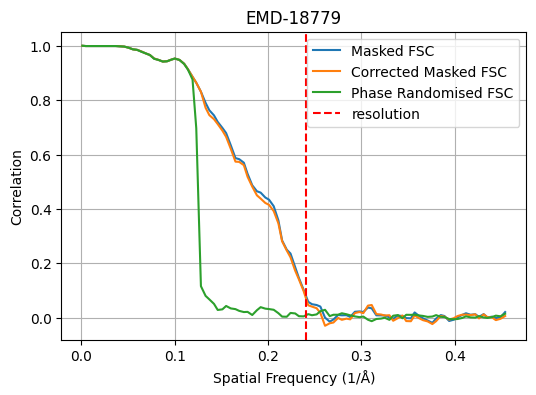 EMD-18779
Masked FSC
Corrected Masked FSC
Phase Randomised FSC
resolution
Correlation
1.0
0.8
0.6
0.4
0.2
0.0
0.0 0.1 0.2 0.3 0.4
Spatial Frequency (1/Å)